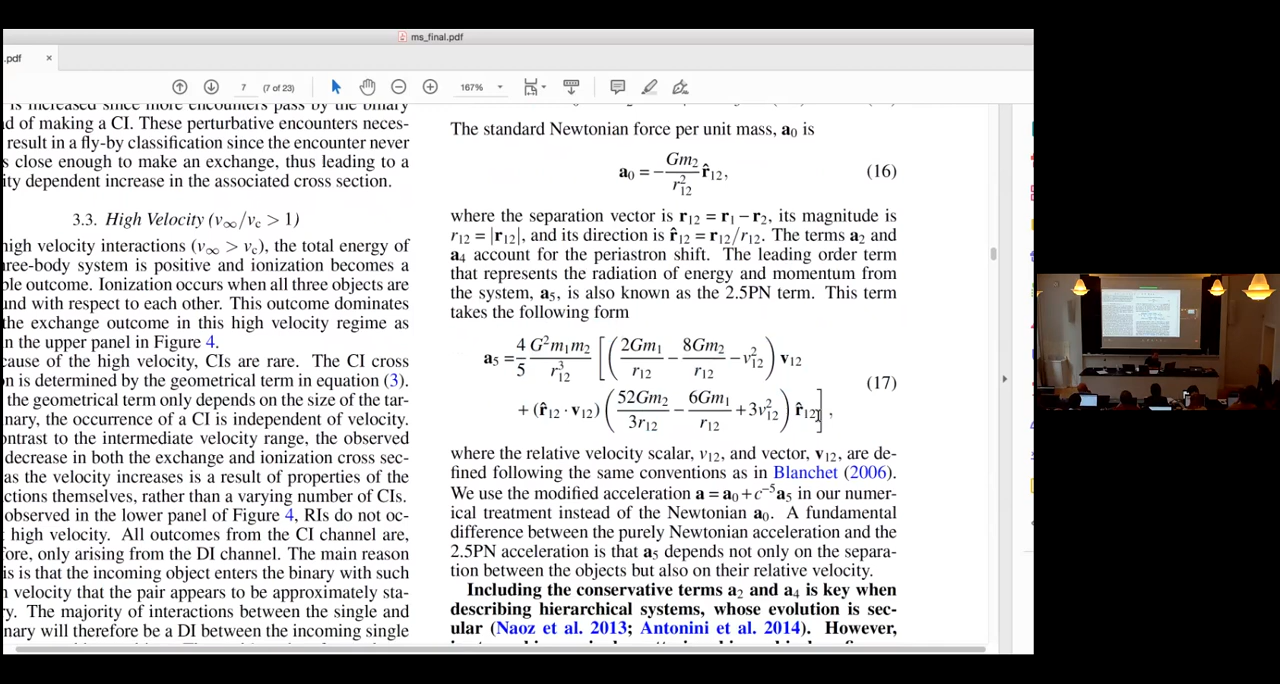 ms_final.pdf
.pdf ×
7 (7 of 23) 167%
is increased since more encounters pass by the binary
d of making a CI. These perturbative encounters neces-
result in a fly-by classification since the encounter never
s close enough to make an exchange, thus leading to a
ity dependent increase in the associated cross section.
3.3. High Velocity (v∞/vc > 1)
high velocity interactions (v∞ > vc), the total energy of
ree-body system is positive and ionization becomes a
ble outcome. Ionization occurs when all three objects are
und with respect to each other. This outcome dominates
the exchange outcome in this high velocity regime as
n in the upper panel in Figure 4.
cause of the high velocity, CIs are rare. The CI cross
n is determined by the geometrical term in equation (3).
the geometrical term only depends on the size of the tar-
nary, the occurrence of a CI is independent of velocity.
ontrast to the intermediate velocity range, the observed
decrease in both the exchange and ionization cross sec-
as the velocity increases is a result of properties of the
ctions themselves, rather than a varying number of CIs.
observed in the lower panel of Figure 4, RIs do not oc-
high velocity. All outcomes from the CI channel are,
fore, only arising from the DI channel. The main reason
is is that the incoming object enters the binary with such
n velocity that the pair appears to be approximately sta-
ry. The majority of interactions between the single and
nary will therefore be a DI between the incoming single
The standard Newtonian force per unit mass, a0 is
a0 = −Gm2/r12² r̂12, (16)
where the separation vector is r12 = r1 − r2, its magnitude is
r12 = |r12|, and its direction is r̂12 = r12/r12. The terms a2 and
a4 account for the periastron shift. The leading order term
that represents the radiation of energy and momentum from
the system, a5, is also known as the 2.5PN term. This term
takes the following form
a5 = 4/5 G²m1m2/r12³ [(2Gm1/r12 − 8Gm2/r12 − v12²) v12
+ (r̂12 · v12) (52Gm2/3r12 − 6Gm1/r12 + 3v12²) r̂12], (17)
where the relative velocity scalar, v12, and vector, v12, are de-
fined following the same conventions as in Blanchet (2006).
We use the modified acceleration a = a0 + c⁻⁵a5 in our numer-
ical treatment instead of the Newtonian a0. A fundamental
difference between the purely Newtonian acceleration and the
2.5PN acceleration is that a5 depends not only on the separa-
tion between the objects but also on their relative velocity.
Including the conservative terms a2 and a4 is key when
describing hierarchical systems, whose evolution is sec-
ular (Naoz et al. 2013; Antonini et al. 2014). However,